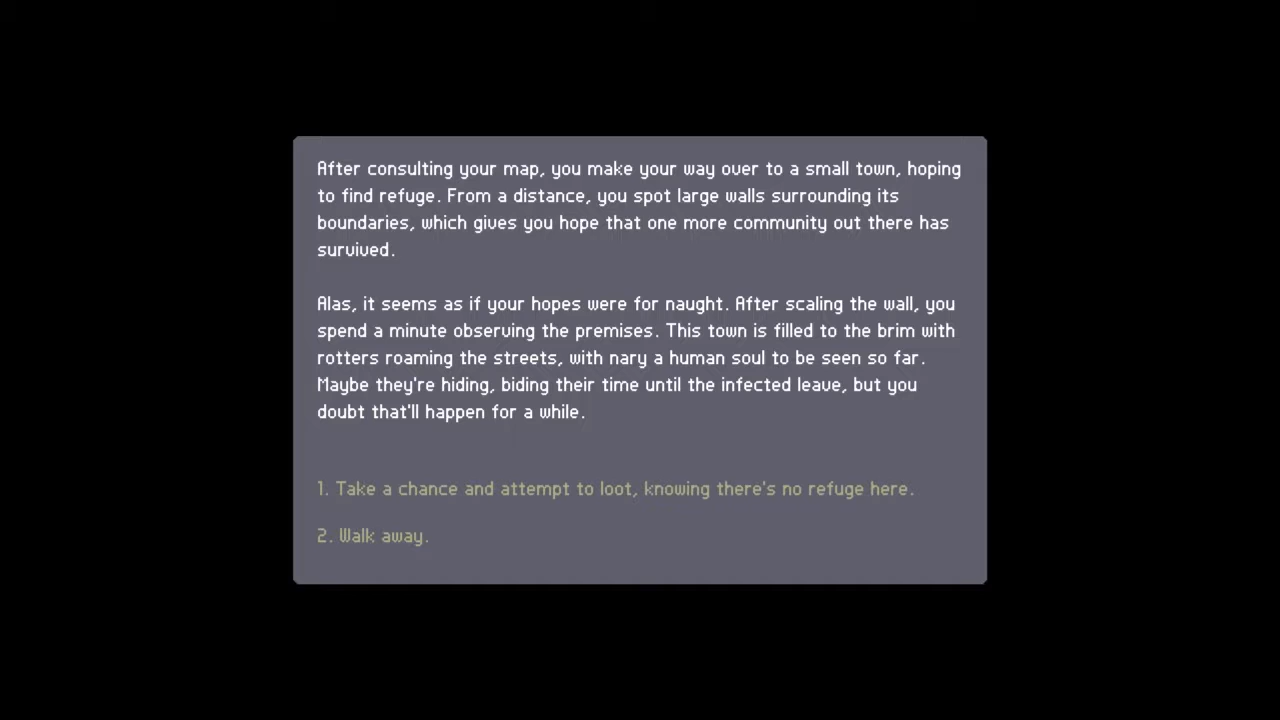 After consulting your map, you make your way over to a small town, hoping
to find refuge. From a distance, you spot large walls surrounding its
boundaries, which gives you hope that one more community out there has
survived.
Alas, it seems as if your hopes were for naught. After scaling the wall, you
spend a minute observing the premises. This town is filled to the brim with
rotters roaming the streets, with nary a human soul to be seen so far.
Maybe they're hiding, biding their time until the infected leave, but you
doubt that'll happen for a while.
1. Take a chance and attempt to loot, knowing there's no refuge here.
2. Walk away.